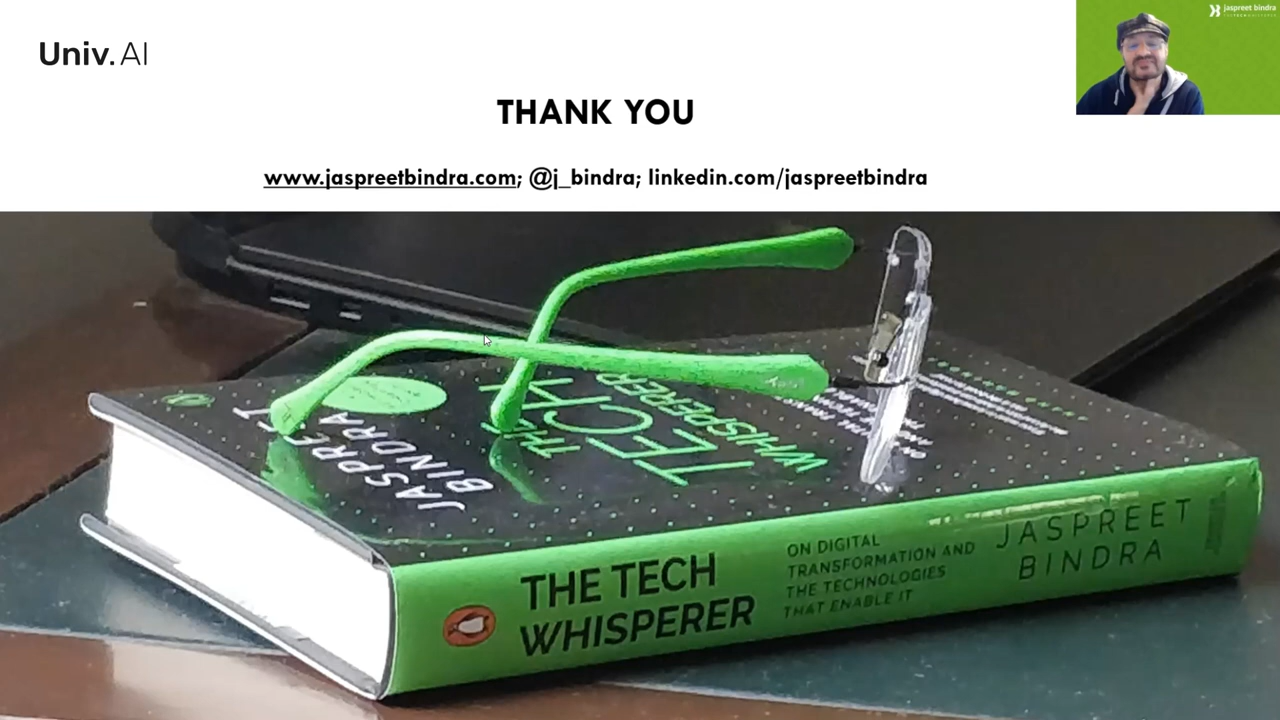 Univ.AI
jaspreet bindra
THANK YOU
www.jaspreetbindra.com; @j_bindra; linkedin.com/jaspreetbindra
JASPREET
BINDRA
THE
TECH
WHISPERER
THE TECH
WHISPERER
ON DIGITAL
TRANSFORMATION AND
THE TECHNOLOGIES
THAT ENABLE IT
JASPREET
BINDRA